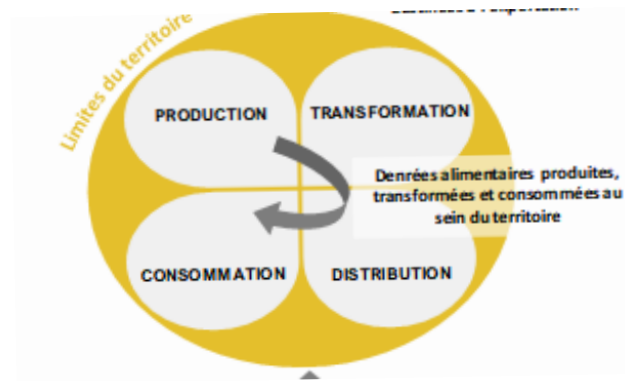 Limites du territoire
PRODUCTION
TRANSFORMATION
Denrées alimentaires produites,
transformées et consommées au
sein du territoire
CONSOMMATION
DISTRIBUTION